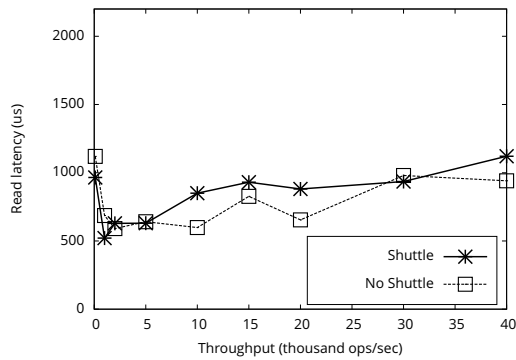 Read latency (us)
2000
1500
1000
500
0
Shuttle
No Shuttle
0 5 10 15 20 25 30 35 40
Throughput (thousand ops/sec)